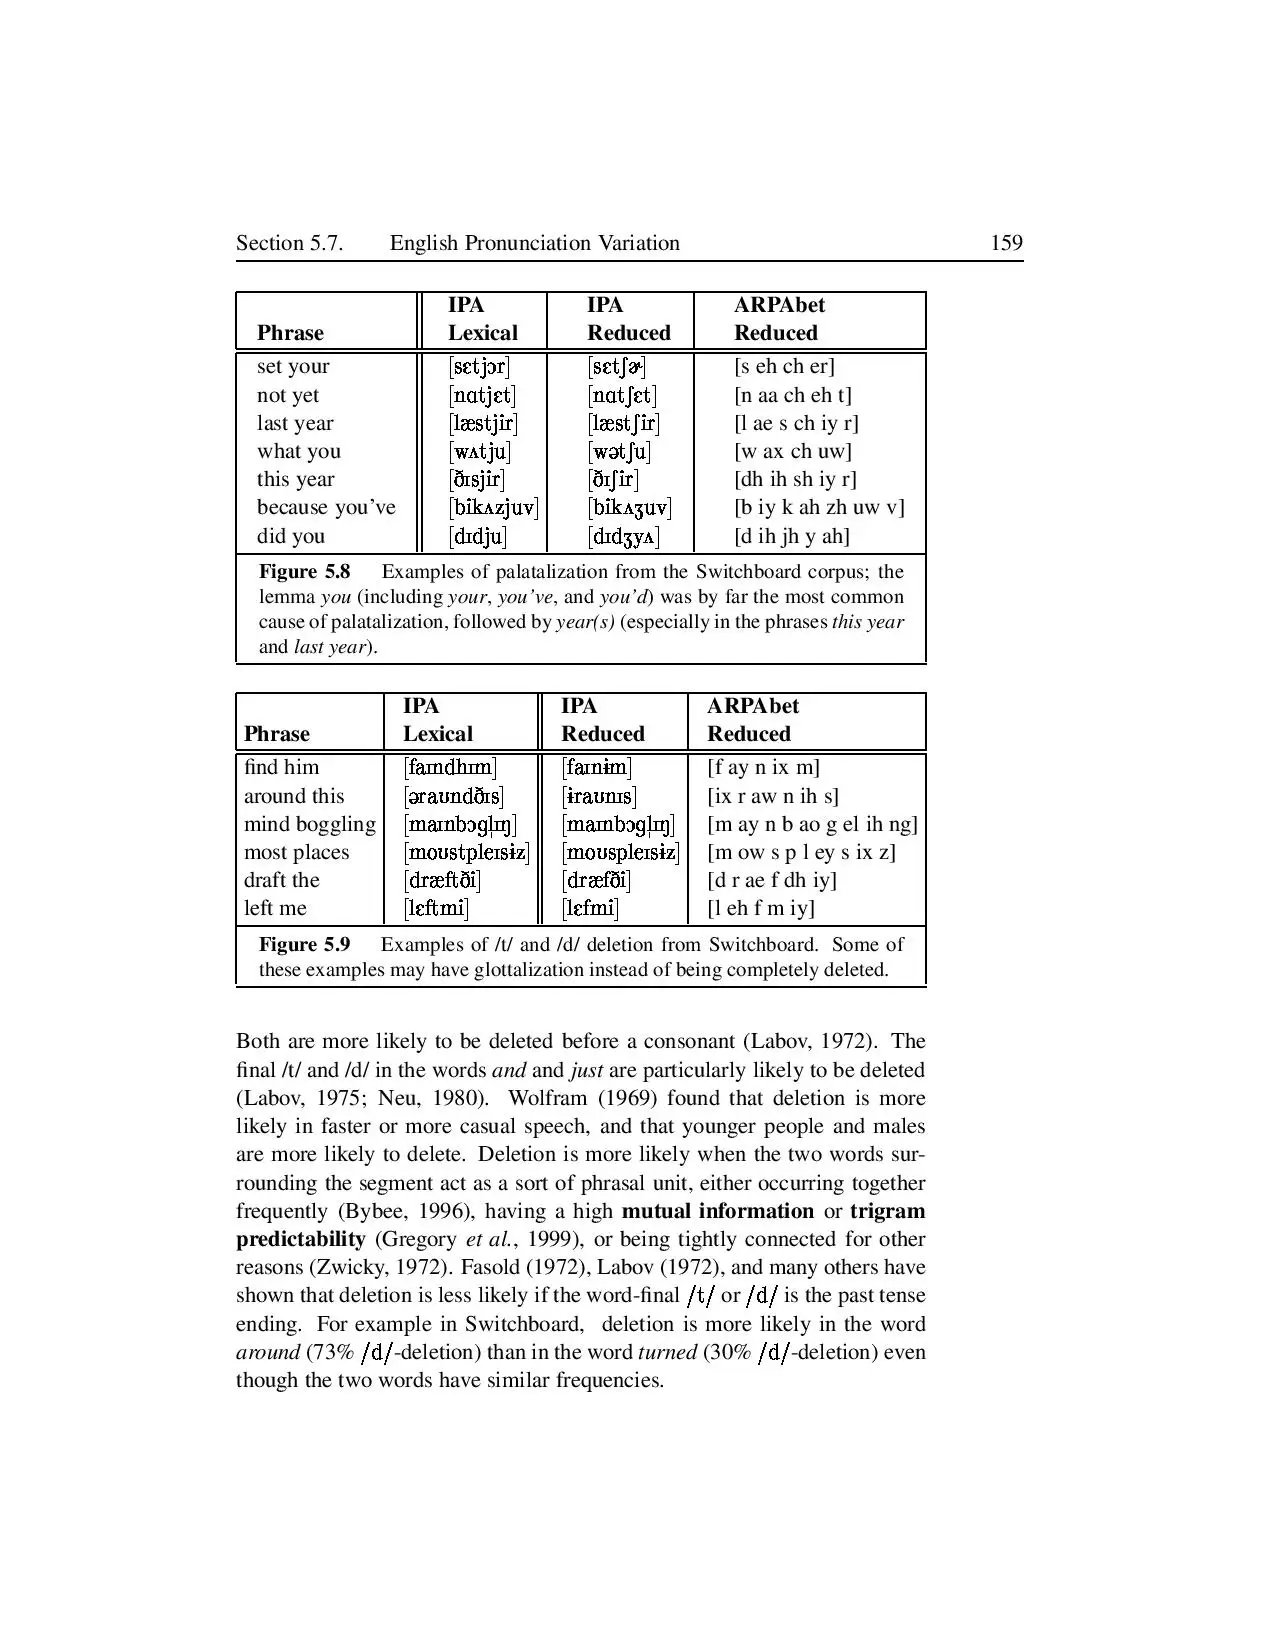 Section 5.7. English Pronunciation Variation 159
IPA IPA ARPAbet
Phrase Lexical Reduced Reduced
set your [sɛtjɔr] [sɛtʃɚ] [s eh ch er]
not yet [nɑtjɛt] [nɑtʃɛt] [n aa ch eh t]
last year [læstjir] [læstʃir] [l ae s ch iy r]
what you [wʌtju] [wətʃu] [w ax ch uw]
this year [ðɪsjir] [ðɪʃir] [dh ih sh iy r]
because you've [bikʌzjuv] [bikʌʒuv] [b iy k ah zh uw v]
did you [dɪdju] [dɪdʒyʌ] [d ih jh y ah]
Figure 5.8 Examples of palatalization from the Switchboard corpus; the
lemma you (including your, you've, and you'd) was by far the most common
cause of palatalization, followed by year(s) (especially in the phrases this year
and last year).
IPA IPA ARPAbet
Phrase Lexical Reduced Reduced
find him [faɪndhɪm] [faɪnɨm] [f ay n ix m]
around this [əraʊndðɪs] [ɨraʊnɪs] [ix r aw n ih s]
mind boggling [maɪnbɔgl̩ɪŋ] [maɪnbɔgl̩ɪŋ] [m ay n b ao g el ih ng]
most places [moʊstpleɪsɨz] [moʊspleɪsɨz] [m ow s p l ey s ix z]
draft the [dræftði] [dræfði] [d r ae f dh iy]
left me [lɛftmi] [lɛfmi] [l eh f m iy]
Figure 5.9 Examples of /t/ and /d/ deletion from Switchboard. Some of
these examples may have glottalization instead of being completely deleted.
Both are more likely to be deleted before a consonant (Labov, 1972). The
final /t/ and /d/ in the words and and just are particularly likely to be deleted
(Labov, 1975; Neu, 1980). Wolfram (1969) found that deletion is more
likely in faster or more casual speech, and that younger people and males
are more likely to delete. Deletion is more likely when the two words sur-
rounding the segment act as a sort of phrasal unit, either occurring together
frequently (Bybee, 1996), having a high mutual information or trigram
predictability (Gregory et al., 1999), or being tightly connected for other
reasons (Zwicky, 1972). Fasold (1972), Labov (1972), and many others have
shown that deletion is less likely if the word-final /t/ or /d/ is the past tense
ending. For example in Switchboard, deletion is more likely in the word
around (73% /d/-deletion) than in the word turned (30% /d/-deletion) even
though the two words have similar frequencies.